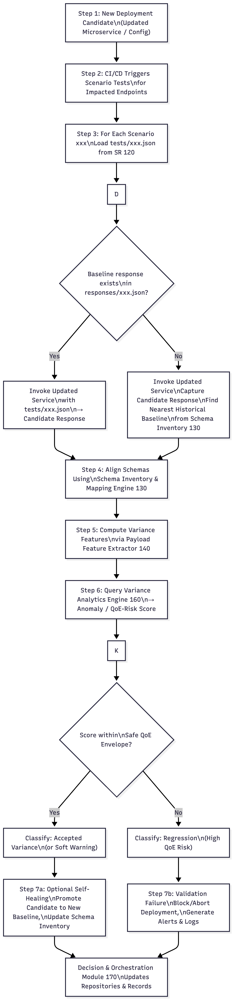 Step 1: New Deployment
Candidate\n(Updated
Microservice / Config)
Step 2: CI/CD Triggers
Scenario Tests\nfor
Impacted Endpoints
Step 3: For Each Scenario
xxx\nLoad tests/xxx.json
from SR 120
D
Baseline response
exists\nin
responses/xxx.json?
Yes
No
Invoke Updated
Service\nwith
tests/xxx.json\n→
Candidate Response
Invoke Updated
Service\nCapture
Candidate Response\nFind
Nearest Historical
Baseline\nfrom Schema
Inventory 130
Step 4: Align Schemas
Using\nSchema Inventory &
Mapping Engine 130
Step 5: Compute Variance
Features\nvia Payload
Feature Extractor 140
Step 6: Query Variance
Analytics Engine 160\n→
Anomaly / QoE-Risk Score
K
Score within\nSafe QoE
Envelope?
Yes
No
Classify: Accepted
Variance\n(or Soft Warning)
Classify: Regression\n(High
QoE Risk)
Step 7a: Optional Self-
Healing\nPromote
Candidate to New
Baseline,\nUpdate Schema
Inventory
Step 7b: Validation
Failure\nBlock/Abort
Deployment,\nGenerate
Alerts & Logs
Decision & Orchestration
Module 170\nUpdates
Repositories & Records